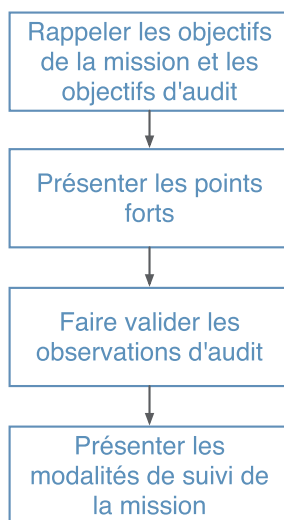 Rappeler les objectifs
de la mission et les
objectifs d'audit
Présenter les points
forts
Faire valider les
observations d'audit
Présenter les
modalités de suivi de
la mission